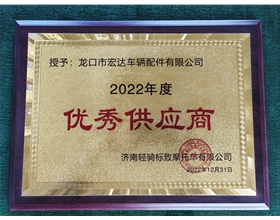 授予：龙口市宏达车辆配件有限公司
2022年度
优秀供应商
济南轻骑标致摩托车有限公司
2022年12月31日